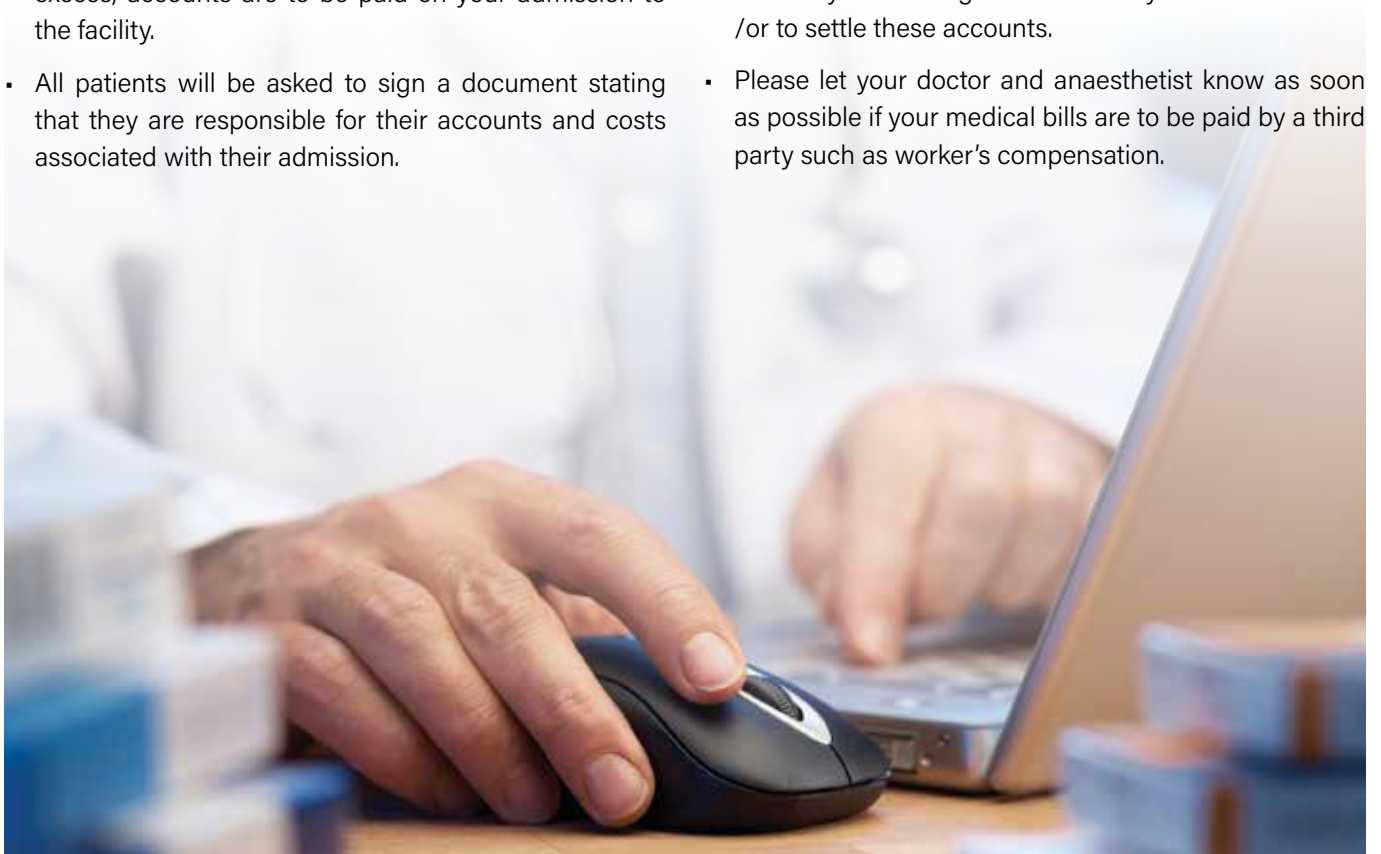 excess, accounts are to be paid on your admission to
the facility.
▪ All patients will be asked to sign a document stating
that they are responsible for their accounts and costs
associated with their admission.
/or to settle these accounts.
▪ Please let your doctor and anaesthetist know as soon
as possible if your medical bills are to be paid by a third
party such as worker's compensation.